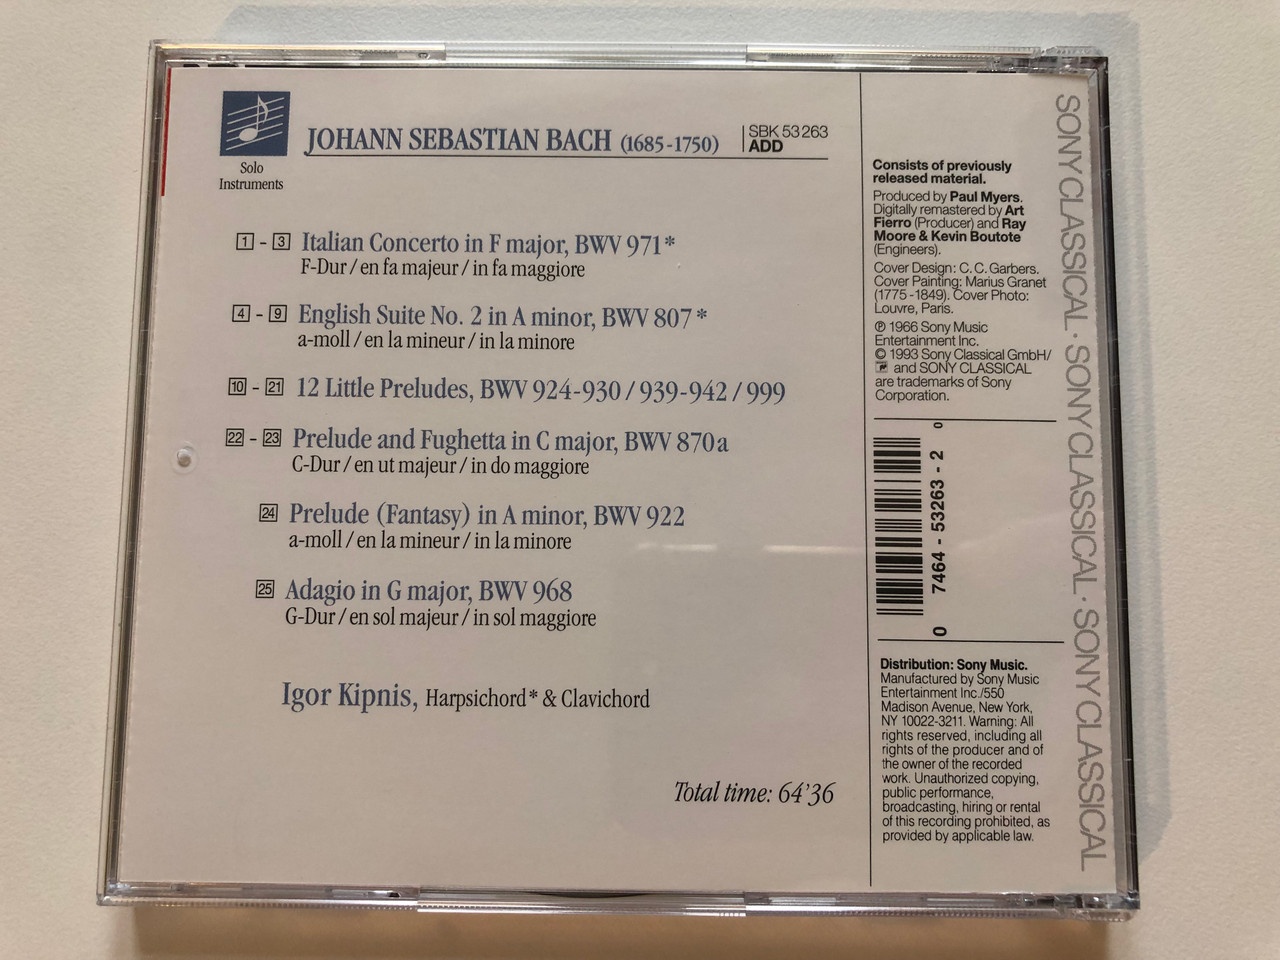 Solo
Instruments
JOHANN SEBASTIAN BACH (1685-1750)
SBK 53 263
ADD
1 - 3 Italian Concerto in F major, BWV 971*
F-Dur / en fa majeur / in fa maggiore
4 - 9 English Suite No. 2 in A minor, BWV 807*
a-moll / en la mineur / in la minore
10 - 21 12 Little Preludes, BWV 924-930 / 939-942 / 999
22 - 23 Prelude and Fughetta in C major, BWV 870a
C-Dur / en ut majeur / in do maggiore
24 Prelude (Fantasy) in A minor, BWV 922
a-moll / en la mineur / in la minore
25 Adagio in G major, BWV 968
G-Dur / en sol majeur / in sol maggiore
Igor Kipnis, Harpsichord* & Clavichord
Total time: 64'36
Consists of previously
released material.
Produced by Paul Myers.
Digitally remastered by Art
Fierro (Producer) and Ray
Moore & Kevin Boutote
(Engineers).
Cover Design: C. C. Garbers.
Cover Painting: Marius Granet
(1775-1849). Cover Photo:
Louvre, Paris.
℗ 1966 Sony Music
Entertainment Inc.
© 1993 Sony Classical GmbH/
and SONY CLASSICAL
are trademarks of Sony
Corporation.
0 7464-53263-2 0
Distribution: Sony Music.
Manufactured by Sony Music
Entertainment Inc./550
Madison Avenue, New York,
NY 10022-3211. Warning: All
rights reserved, including all
rights of the producer and of
the owner of the recorded
work. Unauthorized copying,
public performance,
broadcasting, hiring or rental
of this recording prohibited, as
provided by applicable law.
SONY CLASSICAL · SONY CLASSICAL · SONY CLASSICAL